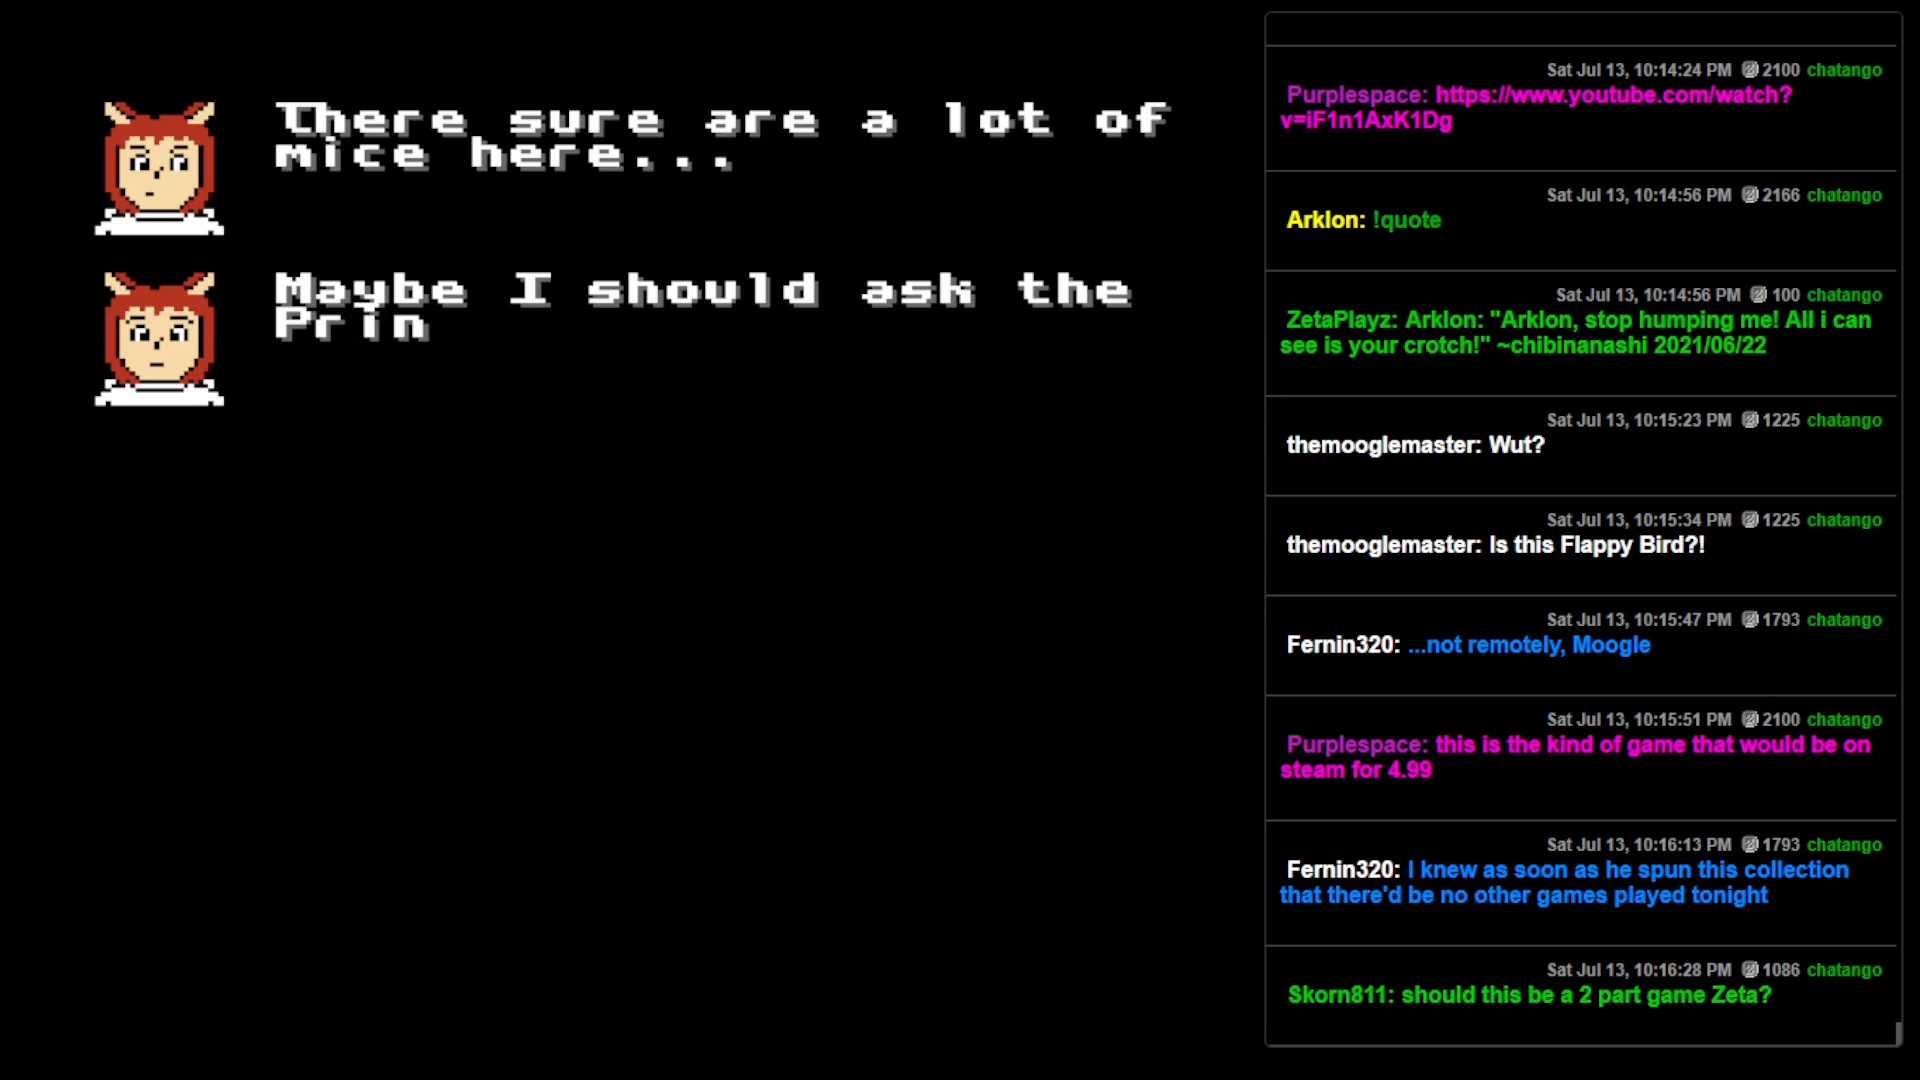 There sure are a lot of
mice here...
Maybe I should ask the
Prin
Sat Jul 13, 10:14:24 PM 2100 chatango
Purplespace: https://www.youtube.com/watch?
v=iF1n1AxK1Dg
Sat Jul 13, 10:14:56 PM 2166 chatango
Arklon: !quote
Sat Jul 13, 10:14:56 PM 100 chatango
ZetaPlayz: Arklon: "Arklon, stop humping me! All i can
see is your crotch!" ~chibinanashi 2021/06/22
Sat Jul 13, 10:15:23 PM 1225 chatango
themooglemaster: Wut?
Sat Jul 13, 10:15:34 PM 1225 chatango
themooglemaster: Is this Flappy Bird?!
Sat Jul 13, 10:15:47 PM 1793 chatango
Fernin320: ...not remotely, Moogle
Sat Jul 13, 10:15:51 PM 2100 chatango
Purplespace: this is the kind of game that would be on
steam for 4.99
Sat Jul 13, 10:16:13 PM 1793 chatango
Fernin320: I knew as soon as he spun this collection
that there'd be no other games played tonight
Sat Jul 13, 10:16:28 PM 1086 chatango
Skorn811: should this be a 2 part game Zeta?